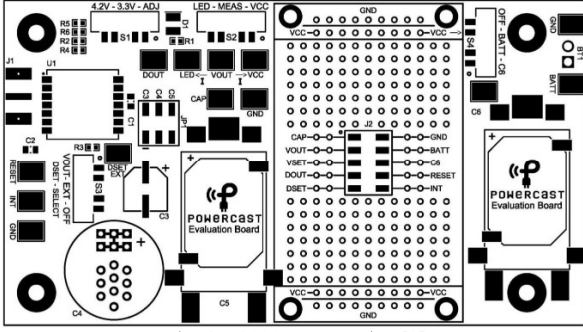 4.2V - 3.3V - ADJ
LED - MEAS - VCC
GND
OFF - BATT - C6
R5
R6
R2
R4
S1
D1
R1
S2
VCC
VCC
S4
GND
BT1
J1
U1
DOUT
LED<-
VOUT
->VCC
I
I
BATT
C3
C4
C5
CAP
GND
C6
C1
JP1
C2
R3
DSET
EXT
J2
CAP
GND
VOUT
BATT
VSET
C6
DOUT
RESET
DSET
INT
RESET
INT
GND
VOUT - EXT - OFF
DSET - SELECT
S3
+
C3
+
POWERCAST
Evaluation Board
+
POWERCAST
Evaluation Board
+
C4
C5
VCC
VCC
GND